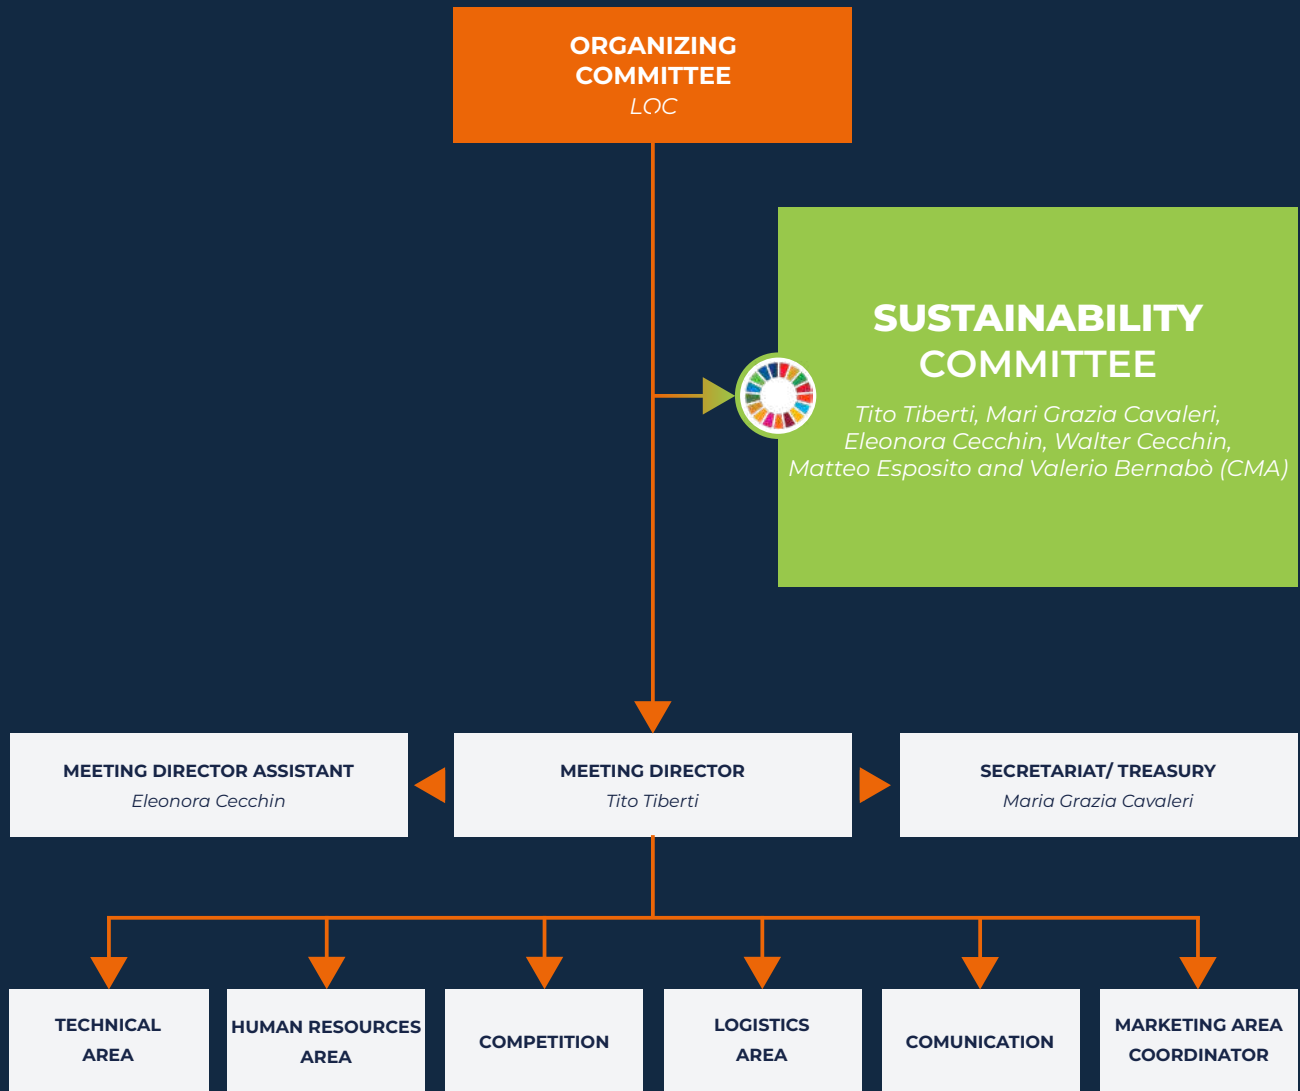 ORGANIZING
COMMITTEE
LOC
SUSTAINABILITY
COMMITTEE
Tito Tiberti, Mari Grazia Cavaleri,
Eleonora Cecchin, Walter Cecchin,
Matteo Esposito and Valerio Bernabò (CMA)
MEETING DIRECTOR ASSISTANT
Eleonora Cecchin
MEETING DIRECTOR
Tito Tiberti
SECRETARIAT/ TREASURY
Maria Grazia Cavaleri
TECHNICAL
AREA
HUMAN RESOURCES
AREA
COMPETITION
LOGISTICS
AREA
COMUNICATION
MARKETING AREA
COORDINATOR